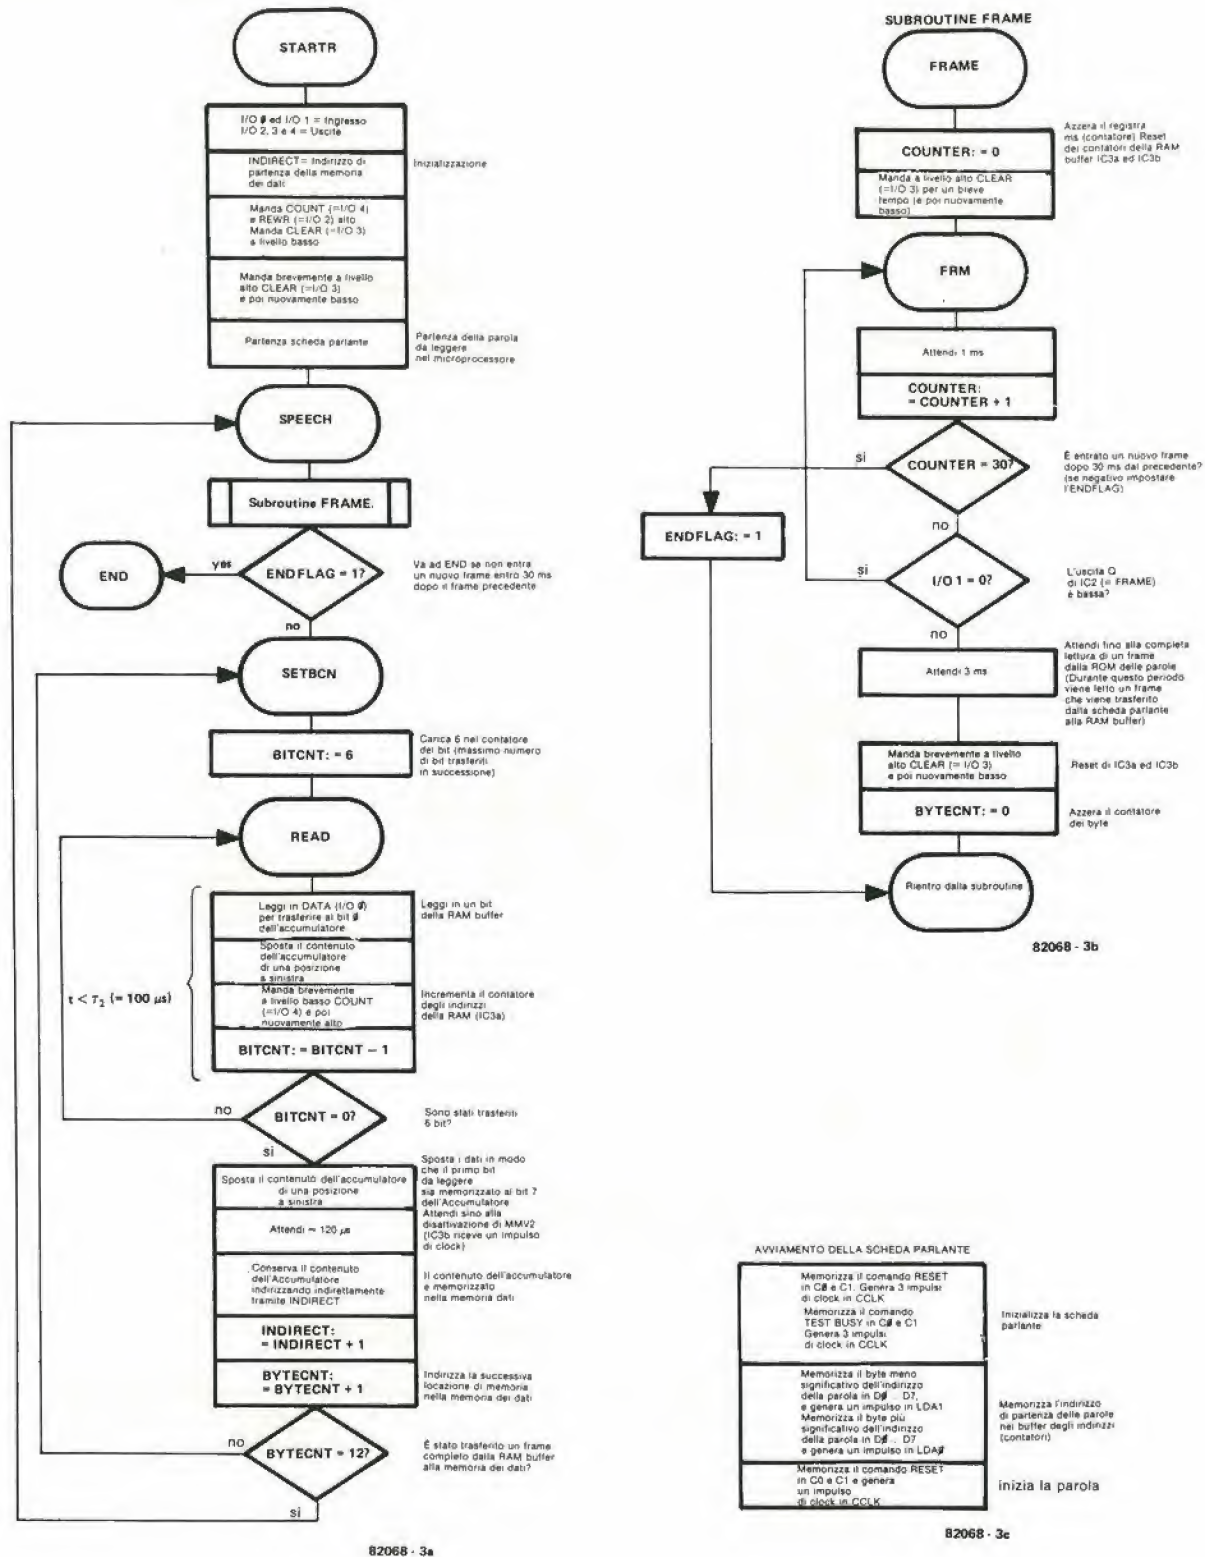 STARTR
I/O 0 ed I/O 1 = Ingresso
I/O 2, 3 e 4 = Uscite
INDIRECT = Indirizzo di
partenza della memoria
dei dati
Inizializzazione
Manda COUNT (=I/O 4)
e REWR (=I/O 2) alto
Manda CLEAR (=I/O 3)
a livello basso
Manda brevemente a livello
alto CLEAR (=I/O 3)
e poi nuovamente basso
Partenza scheda parlante
Partenza della parola
da leggere
nel microprocessore
SPEECH
Subroutine FRAME.
ENDFLAG = 1?
yes
END
no
Va ad END se non entra
un nuovo frame entro 30 ms
dopo il frame precedente
SETBCN
BITCNT: = 6
Carica 6 nel contatore
dei bit (massimo numero
di bit trasferiti
in successione)
READ
t < τ2 (= 100 µs)
Leggi in DATA (I/O 0)
per trasferire al bit 0
dell'accumulatore
Leggi in un bit
della RAM buffer
Sposta il contenuto
dell'accumulatore
di una posizione
a sinistra
Manda brevemente
a livello basso COUNT
(=I/O 4) e poi
nuovamente alto
Incrementa il contatore
degli indirizzi
della RAM (IC3a)
BITCNT: = BITCNT − 1
no
BITCNT = 0?
Sono stati trasferiti
6 bit?
si
Sposta il contenuto dell'accumulatore
di una posizione
a sinistra
Sposta i dati in modo
che il primo bit
da leggere
sia memorizzato al bit 7
dell'Accumulatore
Attendi ≈ 120 µs
Attendi sino alla
disattivazione di MMV2
(IC3b riceve un impulso
di clock)
Conserva il contenuto
dell'Accumulatore
indirizzando indirettamente
tramite INDIRECT
Il contenuto dell'accumulatore
e memorizzato
nella memoria dati
INDIRECT:
= INDIRECT + 1
BYTECNT:
= BYTECNT + 1
Indirizza la successiva
locazione di memoria
nella memoria dei dati
no
BYTECNT = 12?
È stato trasferito un frame
completo dalla RAM buffer
alla memoria dei dati?
si
82068 - 3a
SUBROUTINE FRAME
FRAME
COUNTER: = 0
Azzera il registra
ms (contatore) Reset
dei contatori della RAM
buffer IC3a ed IC3b
Manda a livello alto CLEAR
(=I/O 3) per un breve
tempo (e poi nuovamente
basso)
FRM
Attendi 1 ms
COUNTER:
= COUNTER + 1
si
COUNTER = 30?
È entrato un nuovo frame
dopo 30 ms dal precedente?
(se negativo impostare
l'ENDFLAG)
ENDFLAG: = 1
no
si
I/O 1 = 0?
L'uscita Q
di IC2 (= FRAME)
è bassa?
no
Attendi 3 ms
Attendi fino alla completa
lettura di un frame
dalla ROM delle parole
(Durante questo periodo
viene letto un frame
che viene trasferito
dalla scheda parlante
alla RAM buffer)
Manda brevemente a livello
alto CLEAR (= I/O 3)
e poi nuovamente basso
Reset di IC3a ed IC3b
BYTECNT: = 0
Azzera il contatore
dei byte
Rientro dalla subroutine
82068 - 3b
AVVIAMENTO DELLA SCHEDA PARLANTE
Memorizza il comando RESET
in C0 e C1. Genera 3 impulsi
di clock in CCLK
Memorizza il comando
TEST BUSY in C0 e C1
Genera 3 impulsi
di clock in CCLK
Inizializza la scheda
parlante
Memorizza il byte meno
significativo dell'indirizzo
della parola in D0 ... D7,
e genera un impulso in LDA1
Memorizza il byte più
significativo dell'indirizzo
della parola in D0 ... D7
e genera un impulso in LDA0
Memorizza l'indirizzo
di partenza delle parole
nei buffer degli indirizzi
(contatori)
Memorizza il comando RESET
in C0 e C1 e genera
un impulso
di clock in CCLK
inizia la parola
82068 - 3c